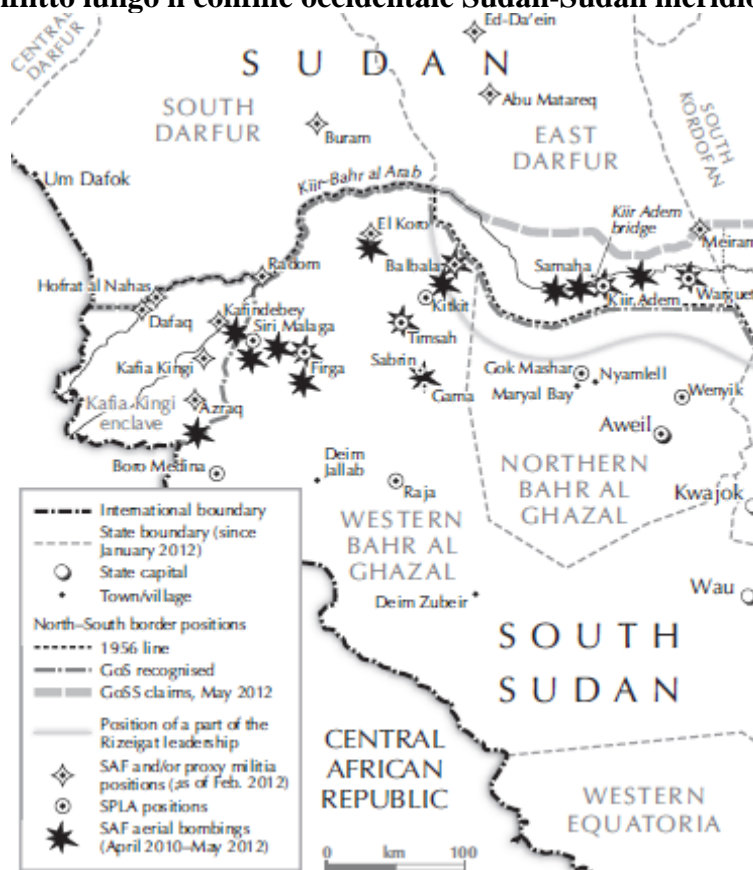 lungo il confine occidentale Sudan-Sudan
CENTRAL
DARFUR
Ed-Da'ein
SUDAN
Abu Matareq
SOUTH
DARFUR
Buram
EAST
DARFUR
SOUTH
KORDOFAN
Um Dafok
Kiir-Bahr al Arab
El Koro
Kiir Adem
bridge
Meiram
Radom
Balbala
Samaha
Hofrat al Nahas
Kitkit
Kiir Adem
Warguet
Dafaq
Kafindebey
Siri Malaga
Timsah
Kafia Kingi
Firga
Sabrin
Gok Mashar
Nyamlell
Kafia Kingi
enclave
Azraq
Gama
Maryal Bay
Wenyik
Aweil
Boro Medina
Deim
Jallab
Raja
NORTHERN
BAHR AL
GHAZAL
Kwajok
WESTERN
BAHR AL
GHAZAL
Deim Zubeir
Wau
SOUTH
SUDAN
CENTRAL
AFRICAN
REPUBLIC
WESTERN
EQUATORIA
International boundary
State boundary (since
January 2012)
State capital
Town/village
North–South border positions
1956 line
GoS recognised
GoSS claims, May 2012
Position of a part of the
Rizeigat leadership
SAF and/or proxy militia
positions (as of Feb. 2012)
SPLA positions
SAF aerial bombings
(April 2010–May 2012)
0 km 100